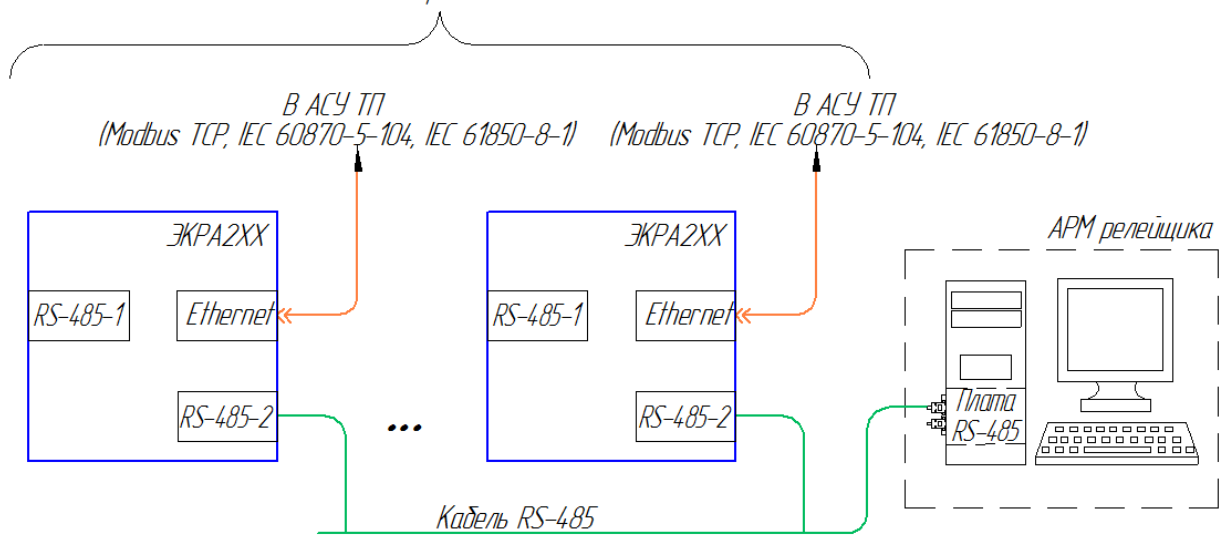 В АСУ ТП
(Modbus TCP, IEC 60870-5-104, IEC 61850-8-1)
В АСУ ТП
(Modbus TCP, IEC 60870-5-104, IEC 61850-8-1)
ЭКРА2ХХ
ЭКРА2ХХ
АРМ релейщика
RS-485-1
Ethernet
RS-485-1
Ethernet
RS-485-2
...
RS-485-2
Плата
RS-485
Кабель RS-485